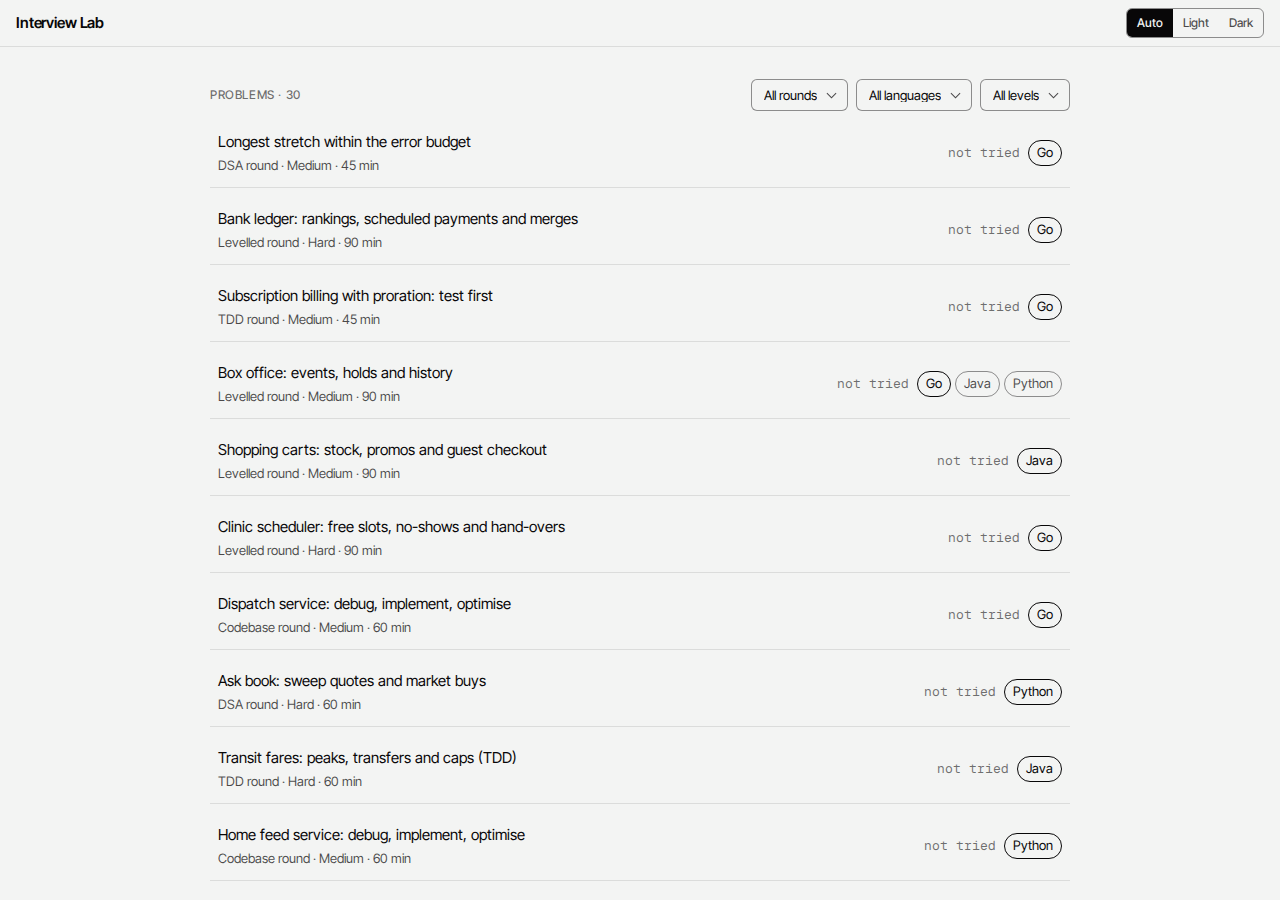 Interview Lab
Auto Light Dark
PROBLEMS · 30
All rounds All languages All levels
Longest stretch within the error budget
DSA round · Medium · 45 min
not tried Go
Bank ledger: rankings, scheduled payments and merges
Levelled round · Hard · 90 min
not tried Go
Subscription billing with proration: test first
TDD round · Medium · 45 min
not tried Go
Box office: events, holds and history
Levelled round · Medium · 90 min
not tried Go Java Python
Shopping carts: stock, promos and guest checkout
Levelled round · Medium · 90 min
not tried Java
Clinic scheduler: free slots, no-shows and hand-overs
Levelled round · Hard · 90 min
not tried Go
Dispatch service: debug, implement, optimise
Codebase round · Medium · 60 min
not tried Go
Ask book: sweep quotes and market buys
DSA round · Hard · 60 min
not tried Python
Transit fares: peaks, transfers and caps (TDD)
TDD round · Hard · 60 min
not tried Java
Home feed service: debug, implement, optimise
Codebase round · Medium · 60 min
not tried Python